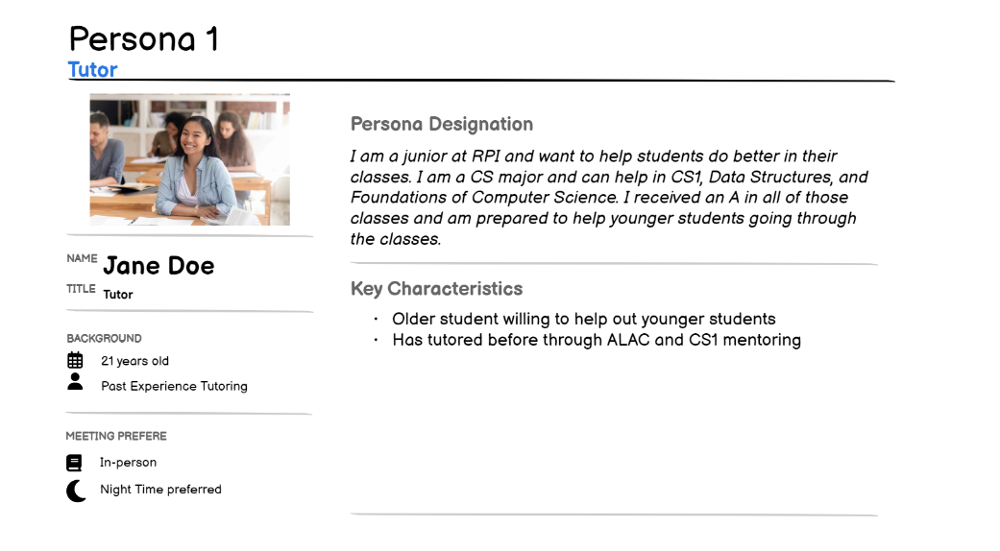 Persona 1
Tutor
NAME Jane Doe
TITLE Tutor
BACKGROUND
21 years old
Past Experience Tutoring
MEETING PREFERE
In-person
Night Time preferred
Persona Designation
I am a junior at RPI and want to help students do better in their
classes. I am a CS major and can help in CS1, Data Structures, and
Foundations of Computer Science. I received an A in all of those
classes and am prepared to help younger students going through
the classes.
Key Characteristics
· Older student willing to help out younger students
· Has tutored before through ALAC and CS1 mentoring